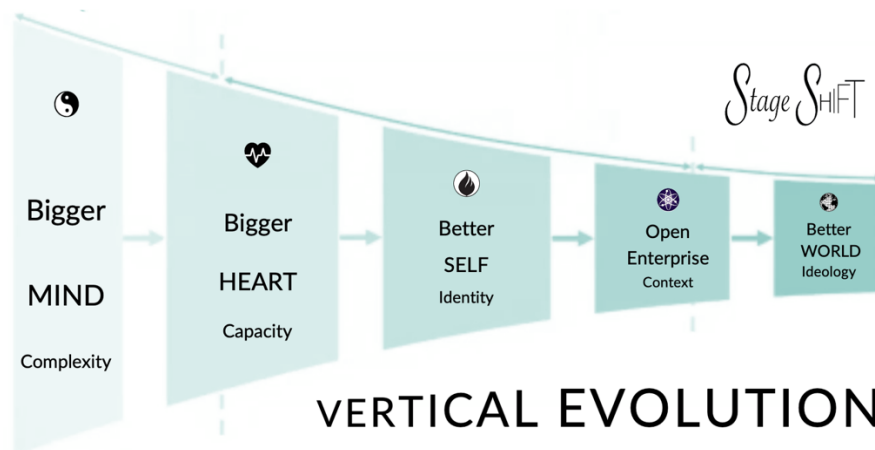 Stage SHIFT
Bigger
MIND
Complexity
Bigger
HEART
Capacity
Better
SELF
Identity
Open
Enterprise
Context
Better
WORLD
Ideology
VERTICAL EVOLUTION